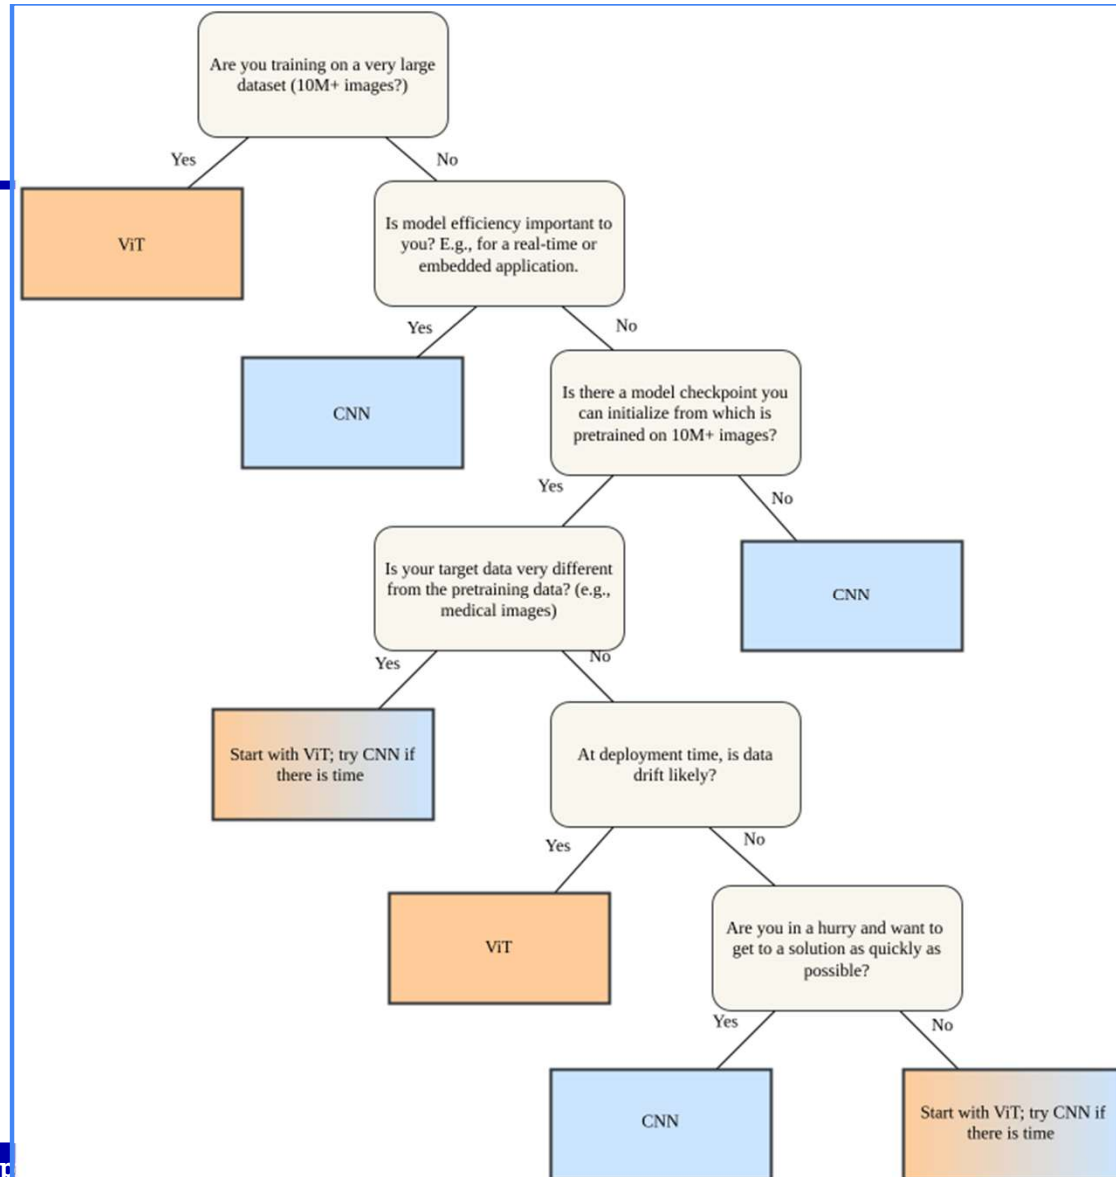 Are you training on a very large
dataset (10M+ images?)
Yes
No
ViT
Is model efficiency important to
you? E.g., for a real-time or
embedded application.
Yes
No
CNN
Is there a model checkpoint you
can initialize from which is
pretrained on 10M+ images?
Yes
No
Is your target data very different
from the pretraining data? (e.g.,
medical images)
CNN
Yes
No
Start with ViT; try CNN if
there is time
At deployment time, is data
drift likely?
Yes
No
ViT
Are you in a hurry and want to
get to a solution as quickly as
possible?
Yes
No
CNN
Start with ViT; try CNN if
there is time